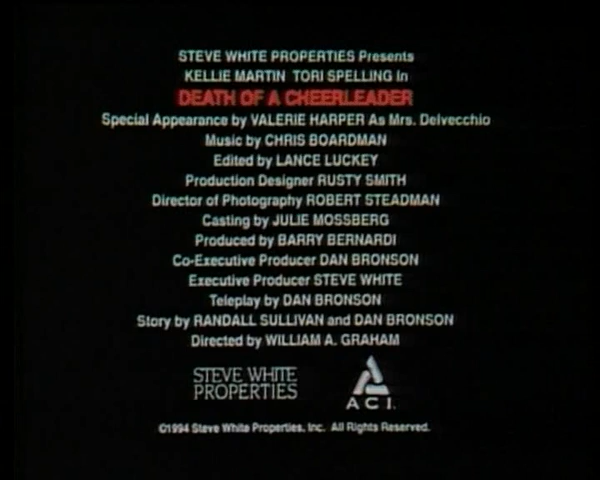 STEVE WHITE PROPERTIES Presents
KELLIE MARTIN TORI SPELLING In
DEATH OF A CHEERLEADER
Special Appearance by VALERIE HARPER As Mrs. Delvecchio
Music by CHRIS BOARDMAN
Edited by LANCE LUCKEY
Production Designer RUSTY SMITH
Director of Photography ROBERT STEADMAN
Casting by JULIE MOSSBERG
Produced by BARRY BERNARDI
Co-Executive Producer DAN BRONSON
Executive Producer STEVE WHITE
Teleplay by DAN BRONSON
Story by RANDALL SULLIVAN and DAN BRONSON
Directed by WILLIAM A. GRAHAM
STEVE WHITE
PROPERTIES
ACI.
©1994 Steve White Properties, Inc. All Rights Reserved.